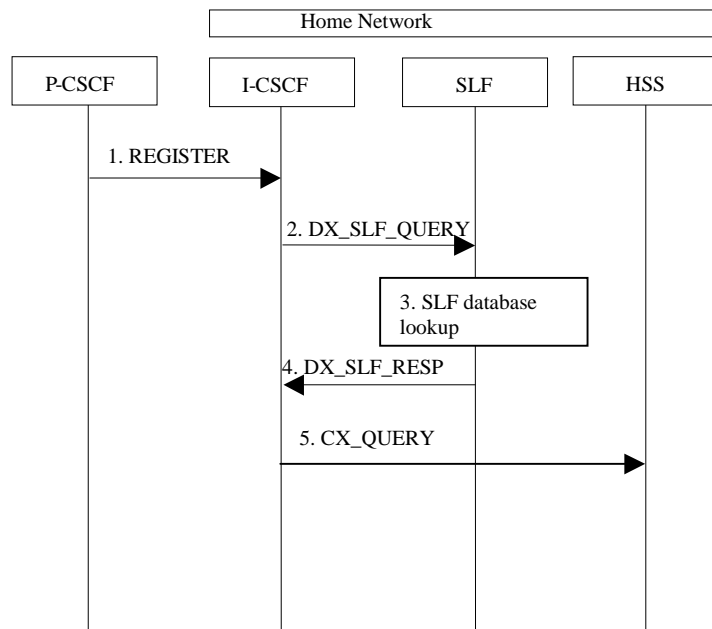 Home Network
P-CSCF
I-CSCF
SLF
HSS
1. REGISTER
2. DX_SLF_QUERY
3. SLF database
lookup
4. DX_SLF_RESP
5. CX_QUERY